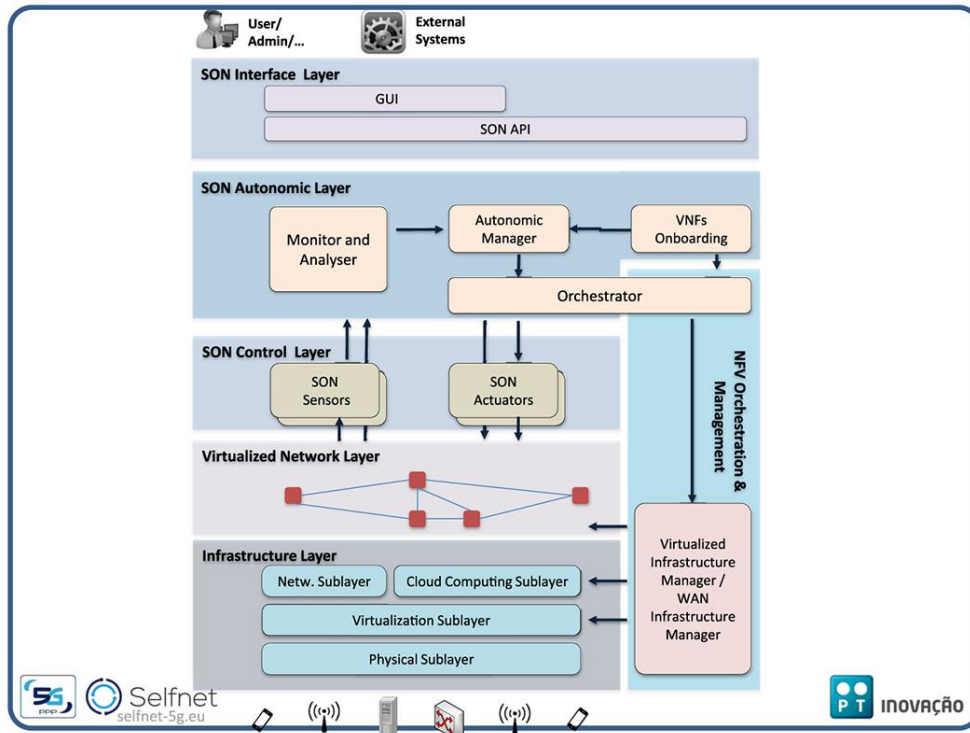 User/
Admin/...
External
Systems
SON Interface Layer
GUI
SON API
SON Autonomic Layer
Monitor and
Analyser
Autonomic
Manager
VNFs
Onboarding
Orchestrator
SON Control Layer
SON
Sensors
SON
Actuators
NFV Orchestration &
Management
Virtualized Network Layer
Infrastructure Layer
Netw. Sublayer
Cloud Computing Sublayer
Virtualization Sublayer
Physical Sublayer
Virtualized
Infrastructure
Manager /
WAN
Infrastructure
Manager
5G
PPP
Selfnet
selfnet-5g.eu
PT
INOVAÇÃO